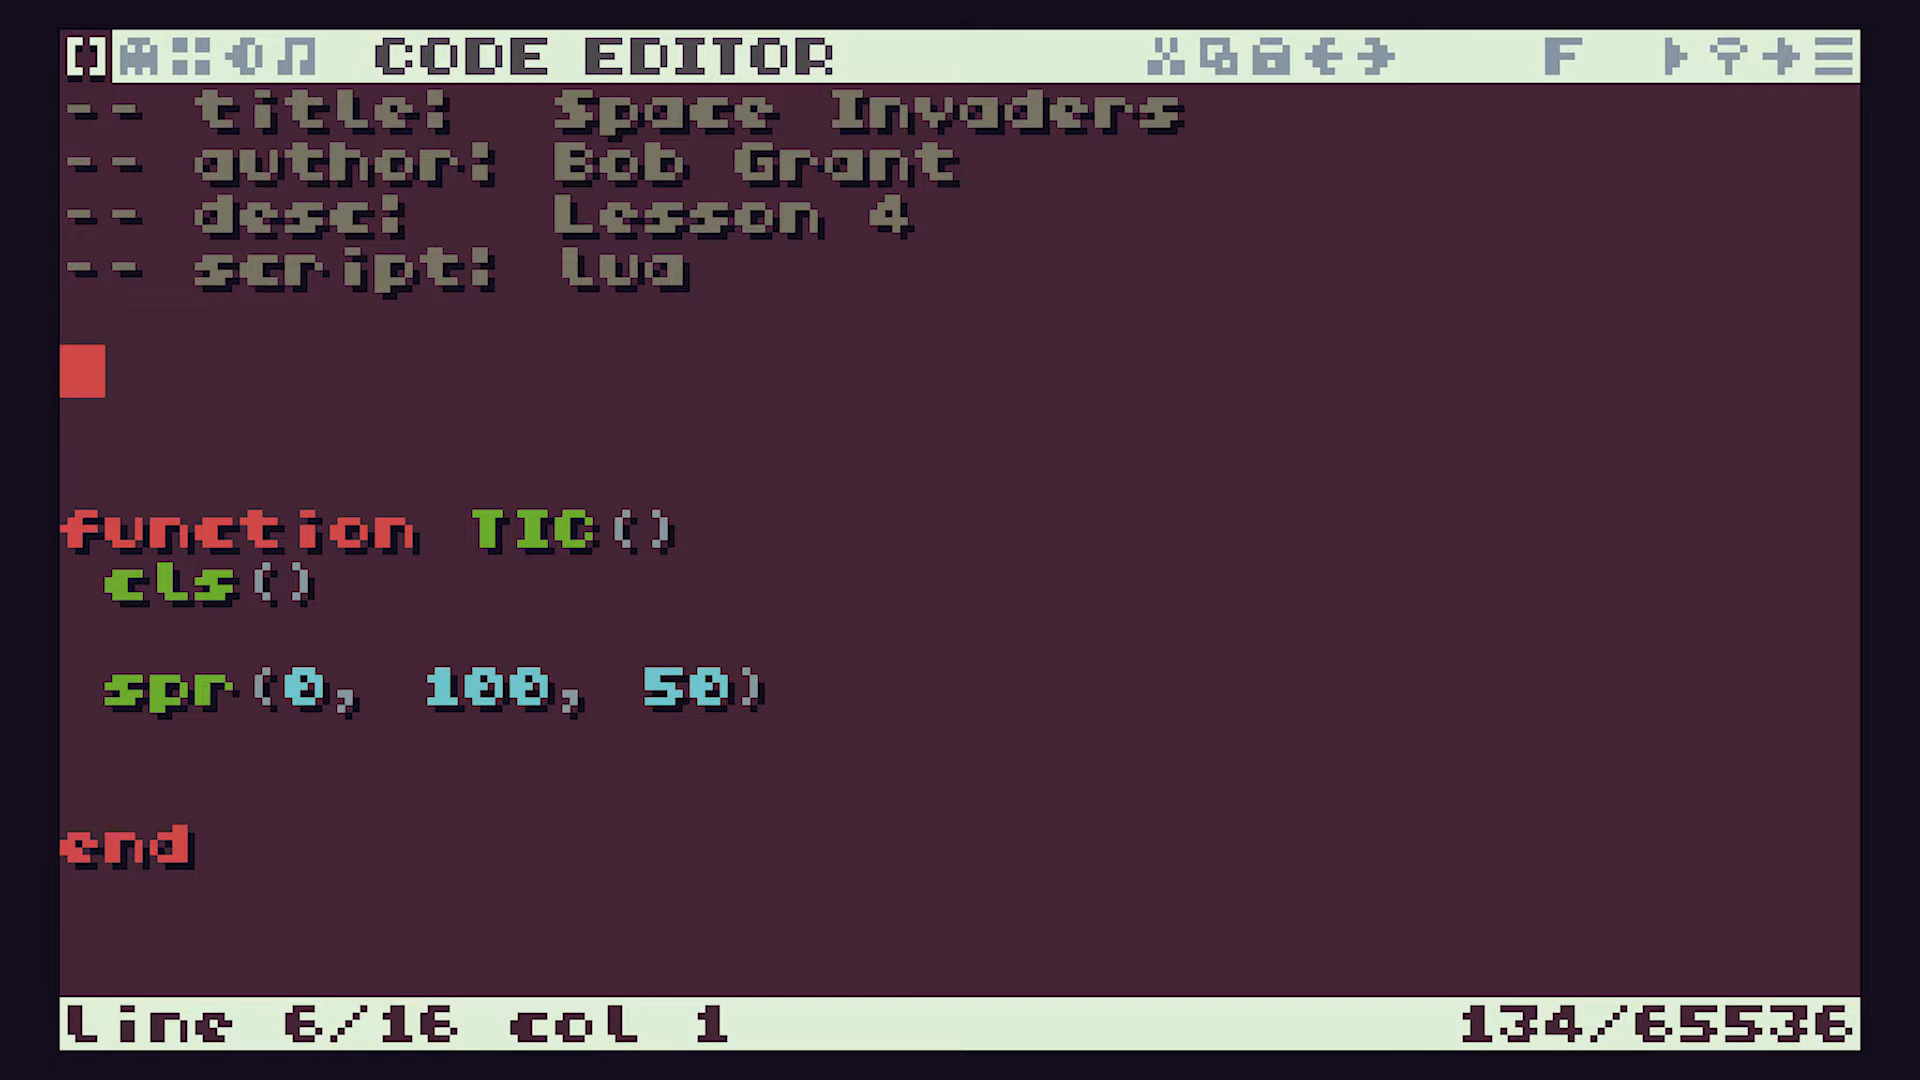 CODE EDITOR F
-- title: Space Invaders
-- author: Bob Grant
-- desc: Lesson 4
-- script: lua
function TIC()
cls()
spr(0, 100, 50)
end
line 6/16 col 1 134/65536